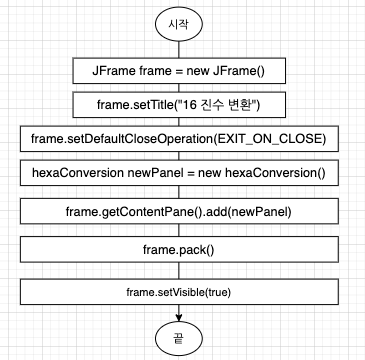 시작
JFrame frame = new JFrame()
frame.setTitle("16 진수 변환")
frame.setDefaultCloseOperation(EXIT_ON_CLOSE)
hexaConversion newPanel = new hexaConversion()
frame.getContentPane().add(newPanel)
frame.pack()
frame.setVisible(true)
끝